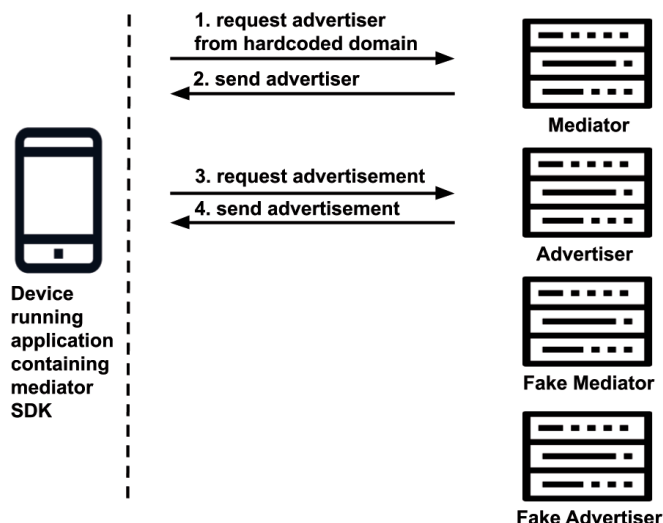 1. request advertiser
from hardcoded domain
2. send advertiser
Mediator
3. request advertisement
4. send advertisement
Advertiser
Device
running
application
containing
mediator
SDK
Fake Mediator
Fake Advertiser